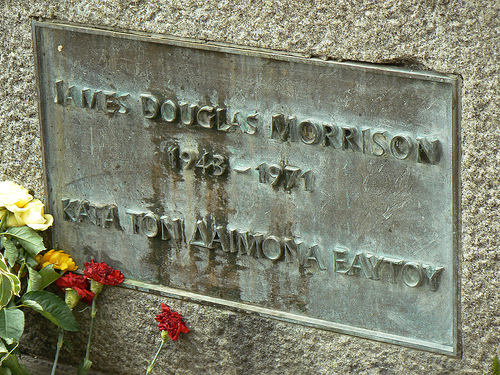 JAMES DOUGLAS MORRISON
1943 – 1971
ΚΑΤΑ ΤΟΝ ΔΑΙΜΟΝΑ ΕΑΥΤΟΥ